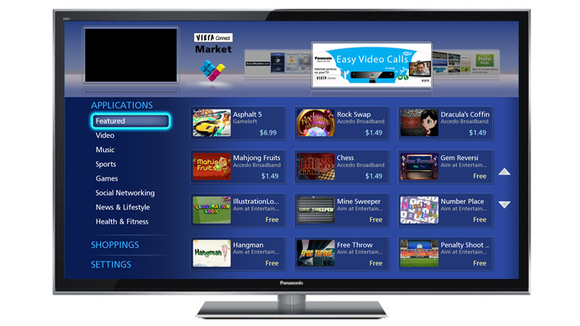 VIERA Connect
Market
Panasonic
Easy Video Calls
APPLICATIONS
Featured
Video
Music
Sports
Games
Social Networking
News & Lifestyle
Health & Fitness
SHOPPINGS
SETTINGS
Asphalt 5
Gameloft
$6.99
Rock Swap
Accedo Broadband
$1.49
Dracula's Coffin
Accedo Broadband
$1.49
Mahjong Fruits
Accedo Broadband
$1.49
Chess
Accedo Broadband
$1.49
Gem Reversi
Aim at Entertain...
Free
IllustrationLo...
Aim at Entertain...
Free
Mine Sweeper
Aim at Entertain...
Free
Number Place
Aim at Entertain...
Free
Hangman
Aim at Entertain...
Free
Free Throw
Aim at Entertain...
Free
Penalty Shoot ...
Aim at Entertain...
Free
Panasonic